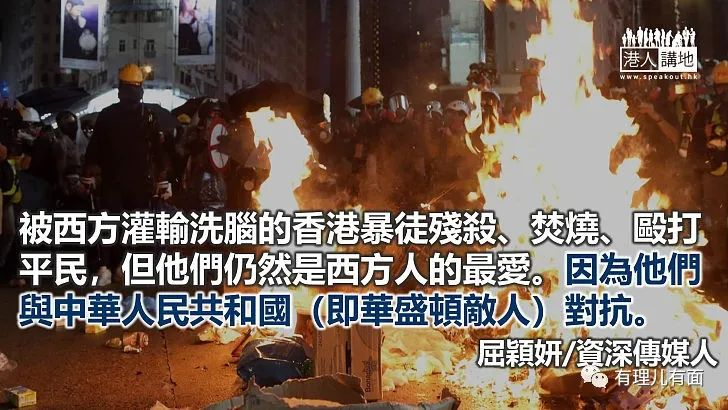 港人講地
www.speakout.hk
被西方灌輸洗腦的香港暴徒殘殺、焚燒、毆打
平民，但他們仍然是西方人的最愛。因為他們
與中華人民共和國（即華盛頓敵人）對抗。
屈穎妍/資深傳媒人
有理儿有面